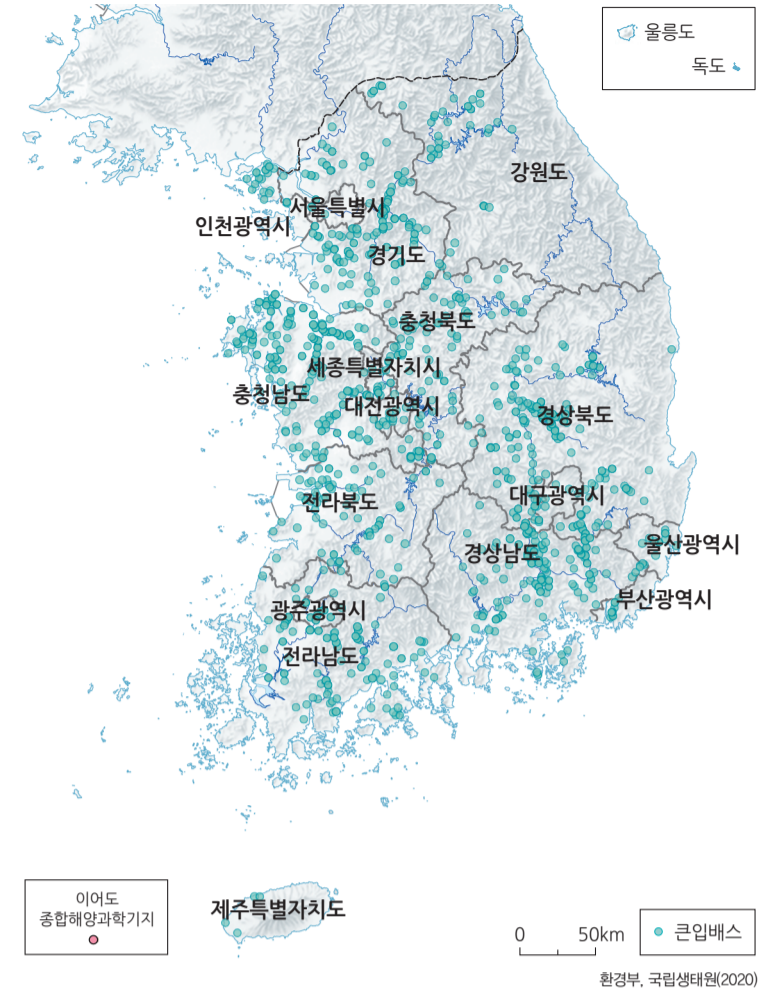 울릉도
독도
강원도
서울특별시
인천광역시
경기도
충청북도
세종특별자치시
충청남도
대전광역시
경상북도
대구광역시
전라북도
울산광역시
경상남도
부산광역시
광주광역시
전라남도
이어도
종합해양과학기지
제주특별자치도
0 50km
큰입배스
환경부, 국립생태원(2020)